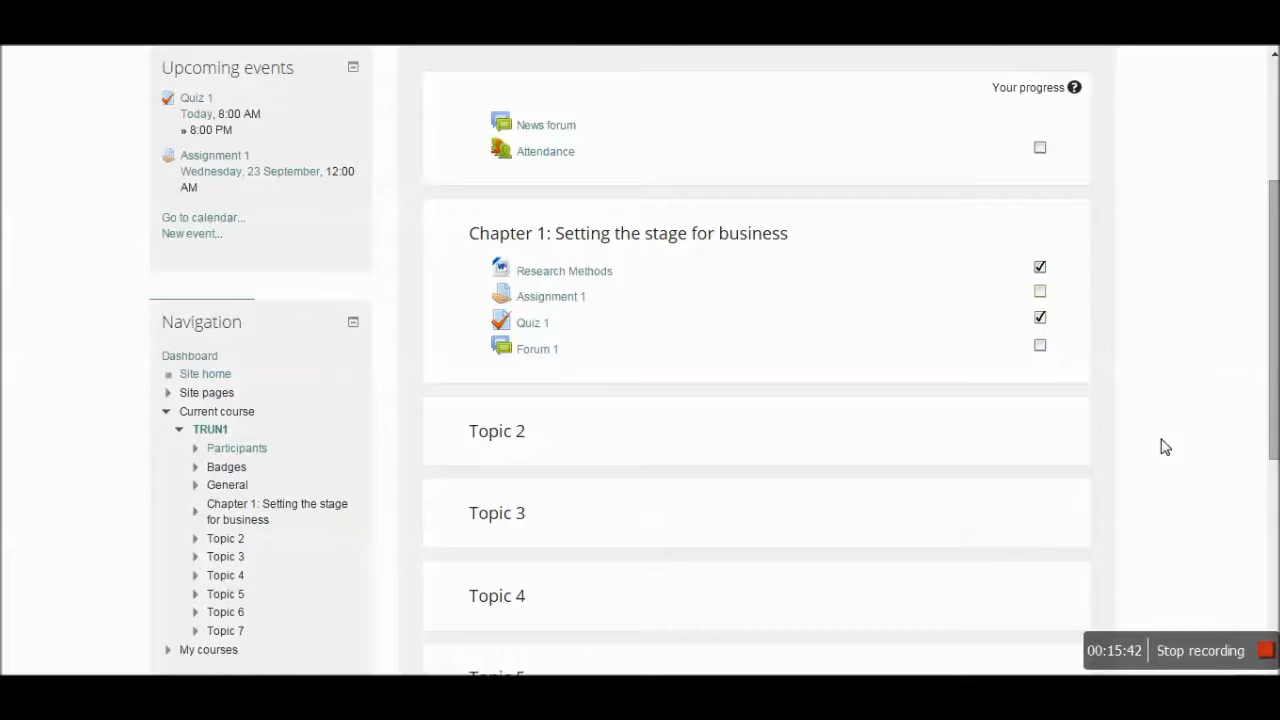 Upcoming events
Quiz 1
Today, 8:00 AM
» 8:00 PM
Assignment 1
Wednesday, 23 September, 12:00
AM
Go to calendar...
New event...
Navigation
Dashboard
Site home
Site pages
Current course
TRUN1
Participants
Badges
General
Chapter 1: Setting the stage
for business
Topic 2
Topic 3
Topic 4
Topic 5
Topic 6
Topic 7
My courses
Your progress
News forum
Attendance
Chapter 1: Setting the stage for business
Research Methods
Assignment 1
Quiz 1
Forum 1
Topic 2
Topic 3
Topic 4
00:15:42 Stop recording